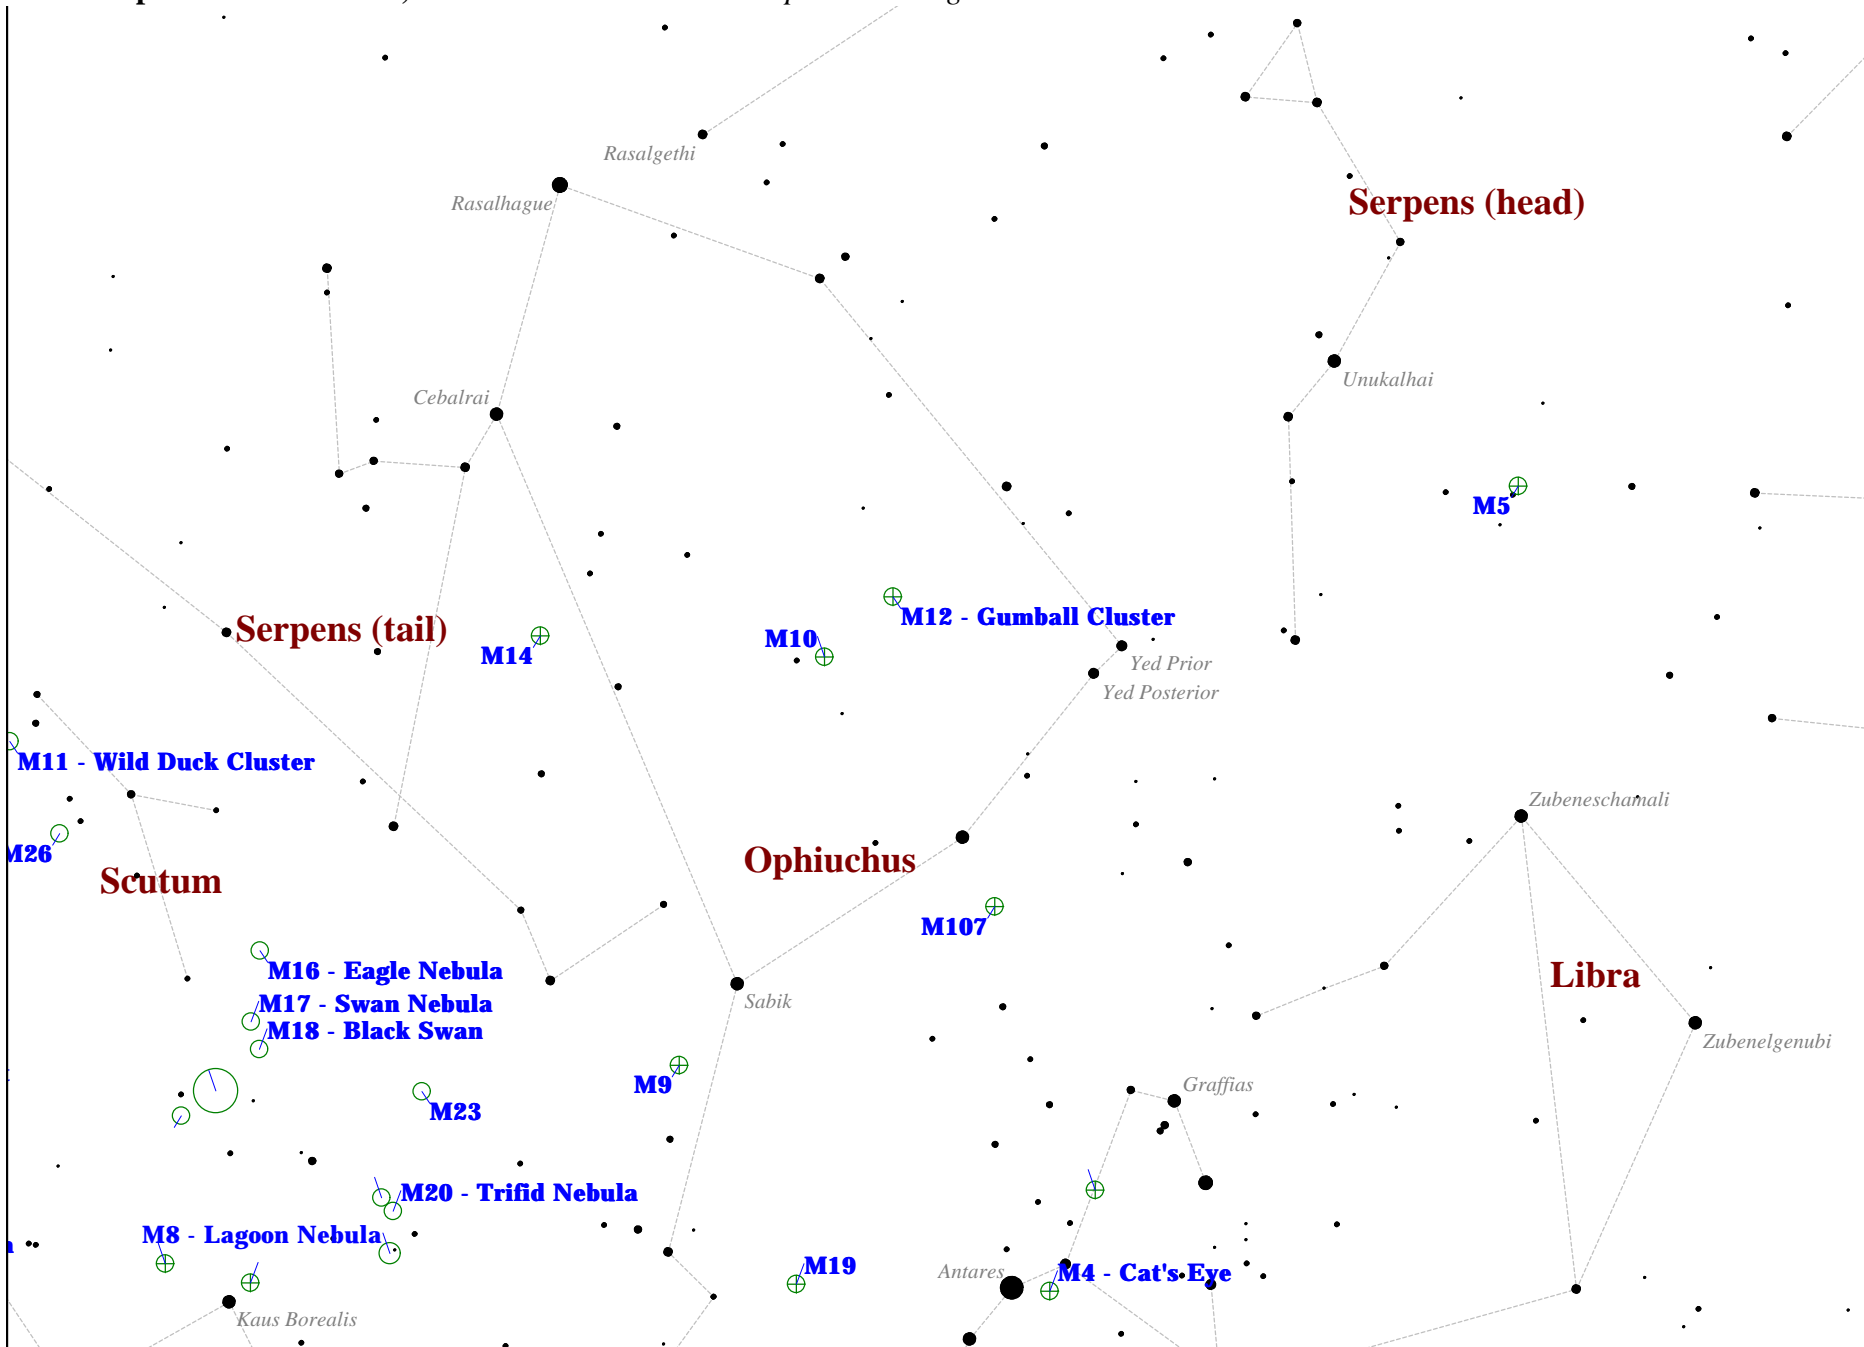 Rasalgethi
Rasalhague
Serpens (head)
Cebalrai
Unukalhai
M5
M12 - Gumball Cluster
Serpens (tail)
M14
M10
Yed Prior
Yed Posterior
M11 - Wild Duck Cluster
Zubeneschamali
M26
Ophiuchus
Scutum
M107
M16 - Eagle Nebula
Libra
M17 - Swan Nebula
Sabik
M18 - Black Swan
Zubenelgenubi
M9
Graffias
M23
M20 - Trifid Nebula
M8 - Lagoon Nebula
M19
Antares
M4 - Cat's Eye
Kaus Borealis